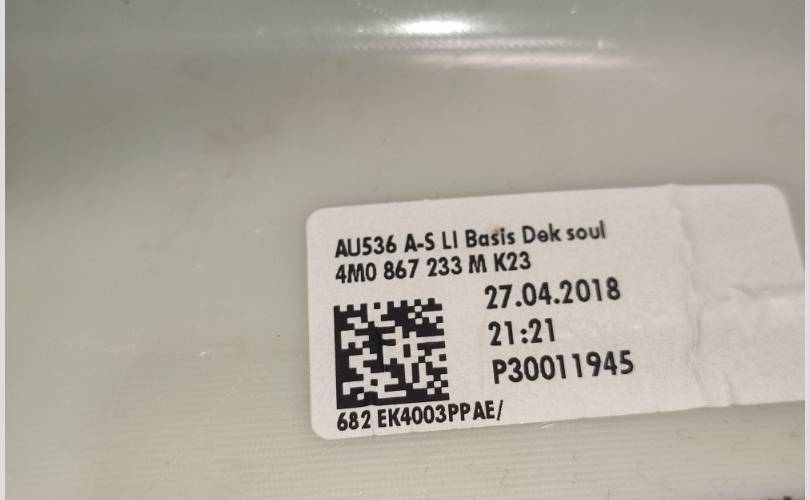 AU536 A-S LI Basis Dek soul
4M0 867 233 M K23
27.04.2018
21:21
P30011945
682 EK4003PPAE/